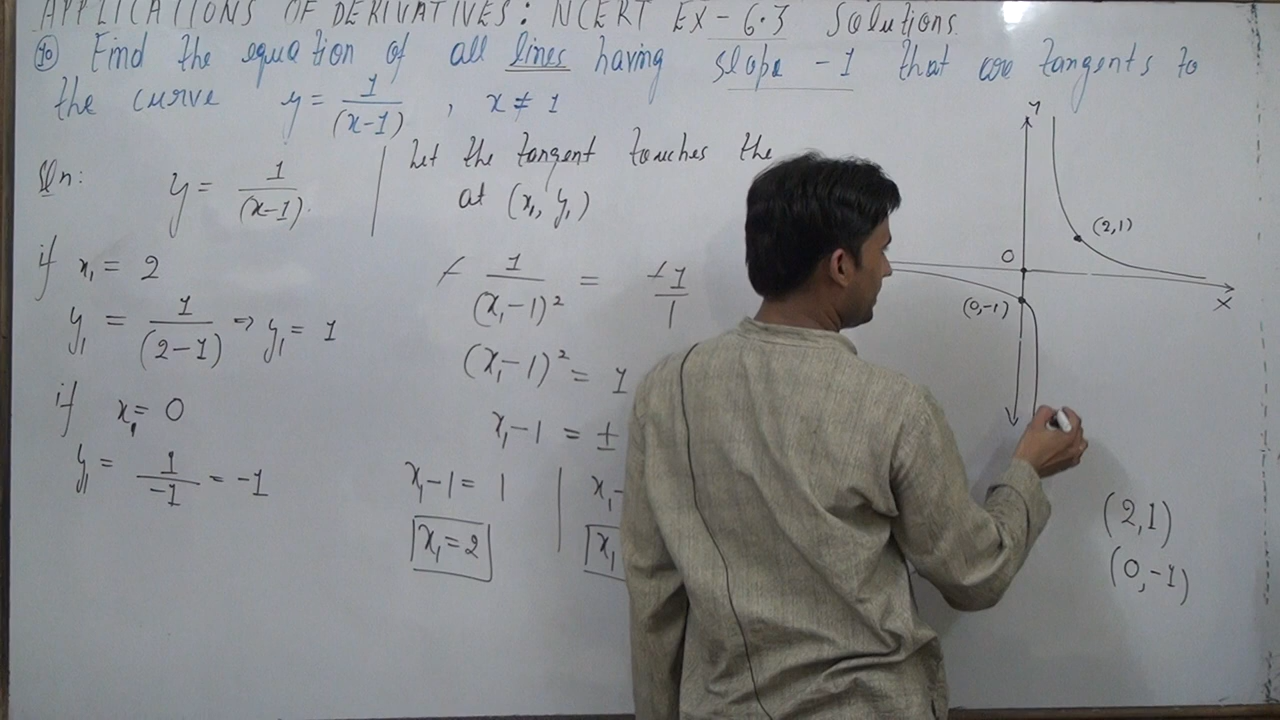 APPLICATIONS OF DERIVATIVES: NCERT EX-6.3 Solutions
10 Find the equation of all lines having slope -1 that are tangents to
the curve y = 1/(x-1) , x ≠ 1
Soln: y = 1/(x-1).
Let the tangent touches the
at (x₁, y₁)
if x₁ = 2
y₁ = 1/(2-1) ⇒ y₁ = 1
if x₁ = 0
y₁ = 1/-1 = -1
- 1/(x₁-1)² = -1/1
(x₁-1)² = 1
x₁-1 = ±
x₁-1 = 1
x₁ = 2
x₁-
x₁
Y
(2,1)
O
(0,-1)
X
(2,1)
(0,-1)